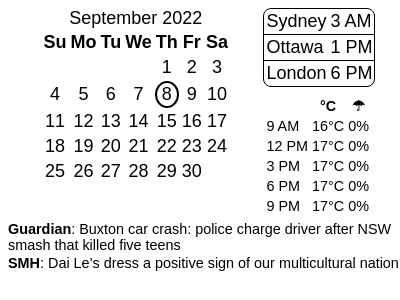 September 2022
Su Mo Tu We Th Fr Sa
1 2 3
4 5 6 7 8 9 10
11 12 13 14 15 16 17
18 19 20 21 22 23 24
25 26 27 28 29 30
Sydney 3 AM
Ottawa 1 PM
London 6 PM
°C ☂
9 AM 16°C 0%
12 PM 17°C 0%
3 PM 17°C 0%
6 PM 17°C 0%
9 PM 17°C 0%
Guardian: Buxton car crash: police charge driver after NSW
smash that killed five teens
SMH: Dai Le’s dress a positive sign of our multicultural nation